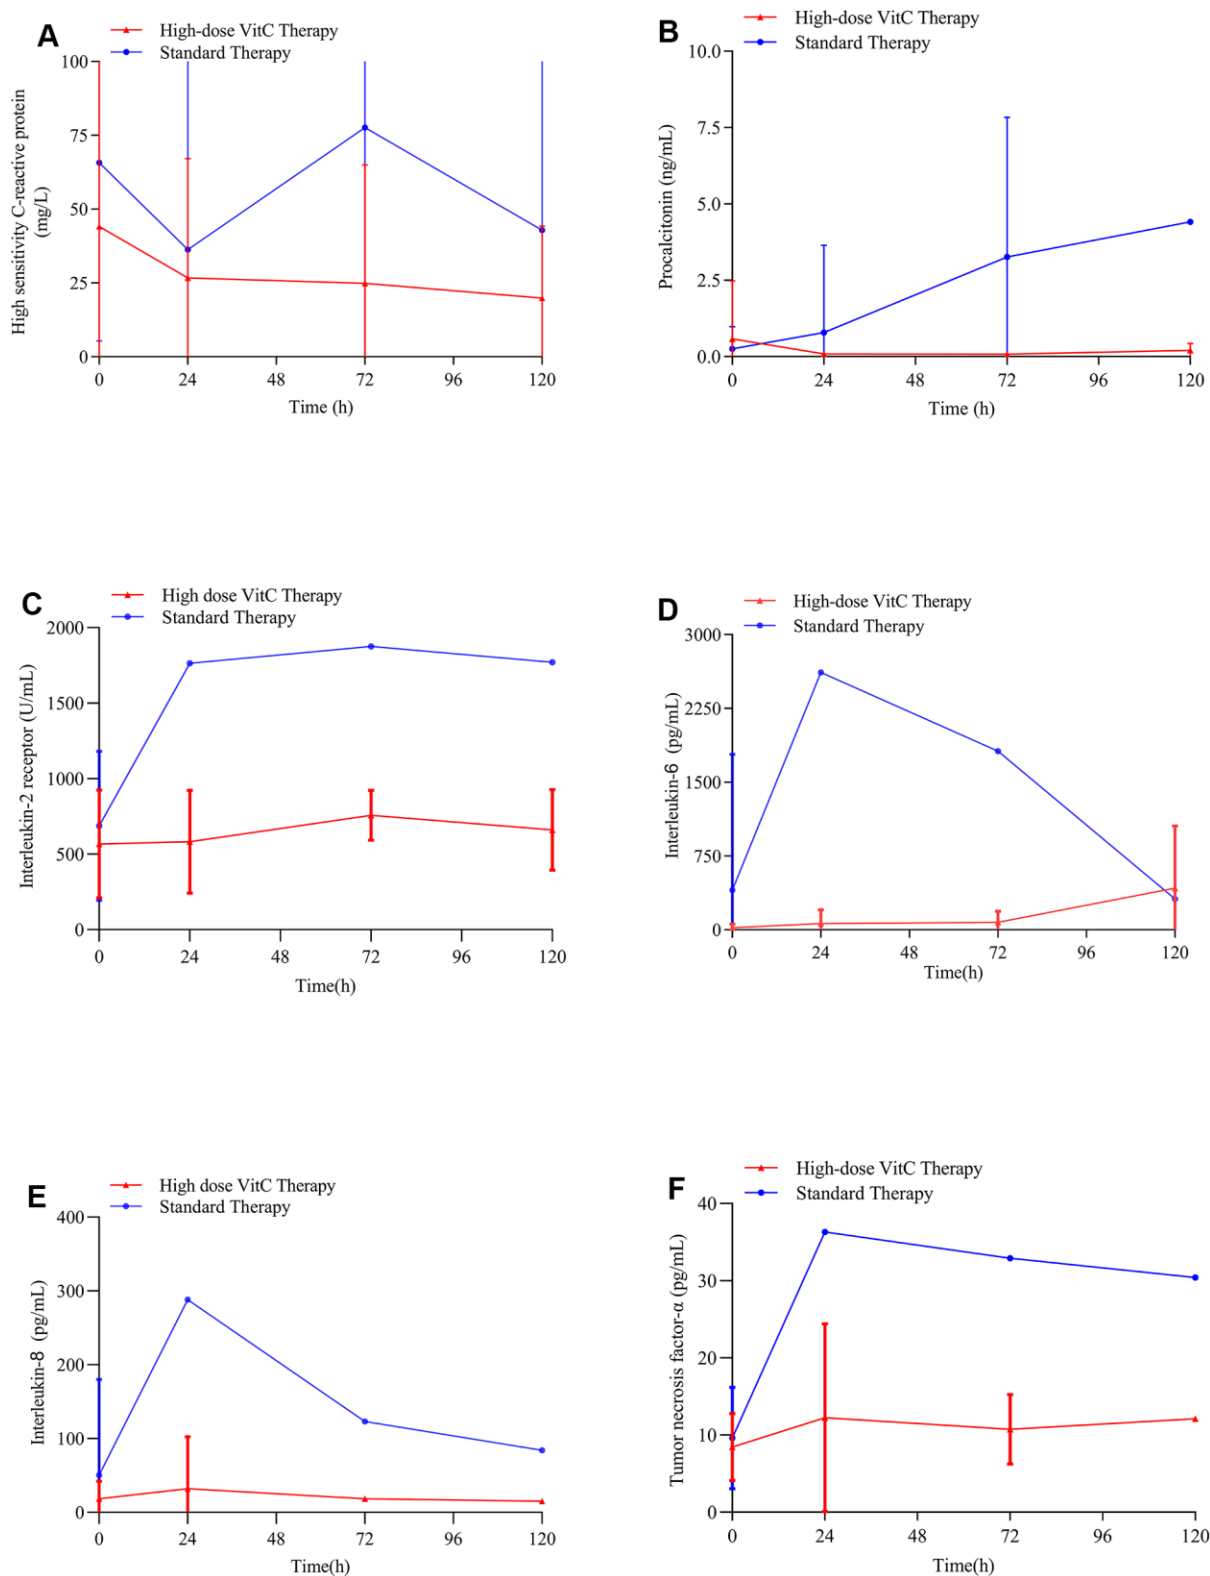 A
High-dose VitC Therapy
Standard Therapy
High sensitivity C-reactive protein
(mg/L)
100
75
50
25
0
0 24 48 72 96 120
Time (h)
B
High-dose VitC Therapy
Standard Therapy
Procalcitonin (ng/mL)
10.0
7.5
5.0
2.5
0.0
0 24 48 72 96 120
Time (h)
C
High dose VitC Therapy
Standard Therapy
Interleukin-2 receptor (U/mL)
2000
1500
1000
500
0
0 24 48 72 96 120
Time(h)
D
High-dose VitC Therapy
Standard Therapy
Interleukin-6 (pg/mL)
3000
2250
1500
750
0
0 24 48 72 96 120
Time(h)
E
High dose VitC Therapy
Standard Therapy
Interleukin-8 (pg/mL)
400
300
200
100
0
0 24 48 72 96 120
Time(h)
F
High-dose VitC Therapy
Standard Therapy
Tumor necrosis factor-α (pg/mL)
40
30
20
10
0
0 24 48 72 96 120
Time(h)